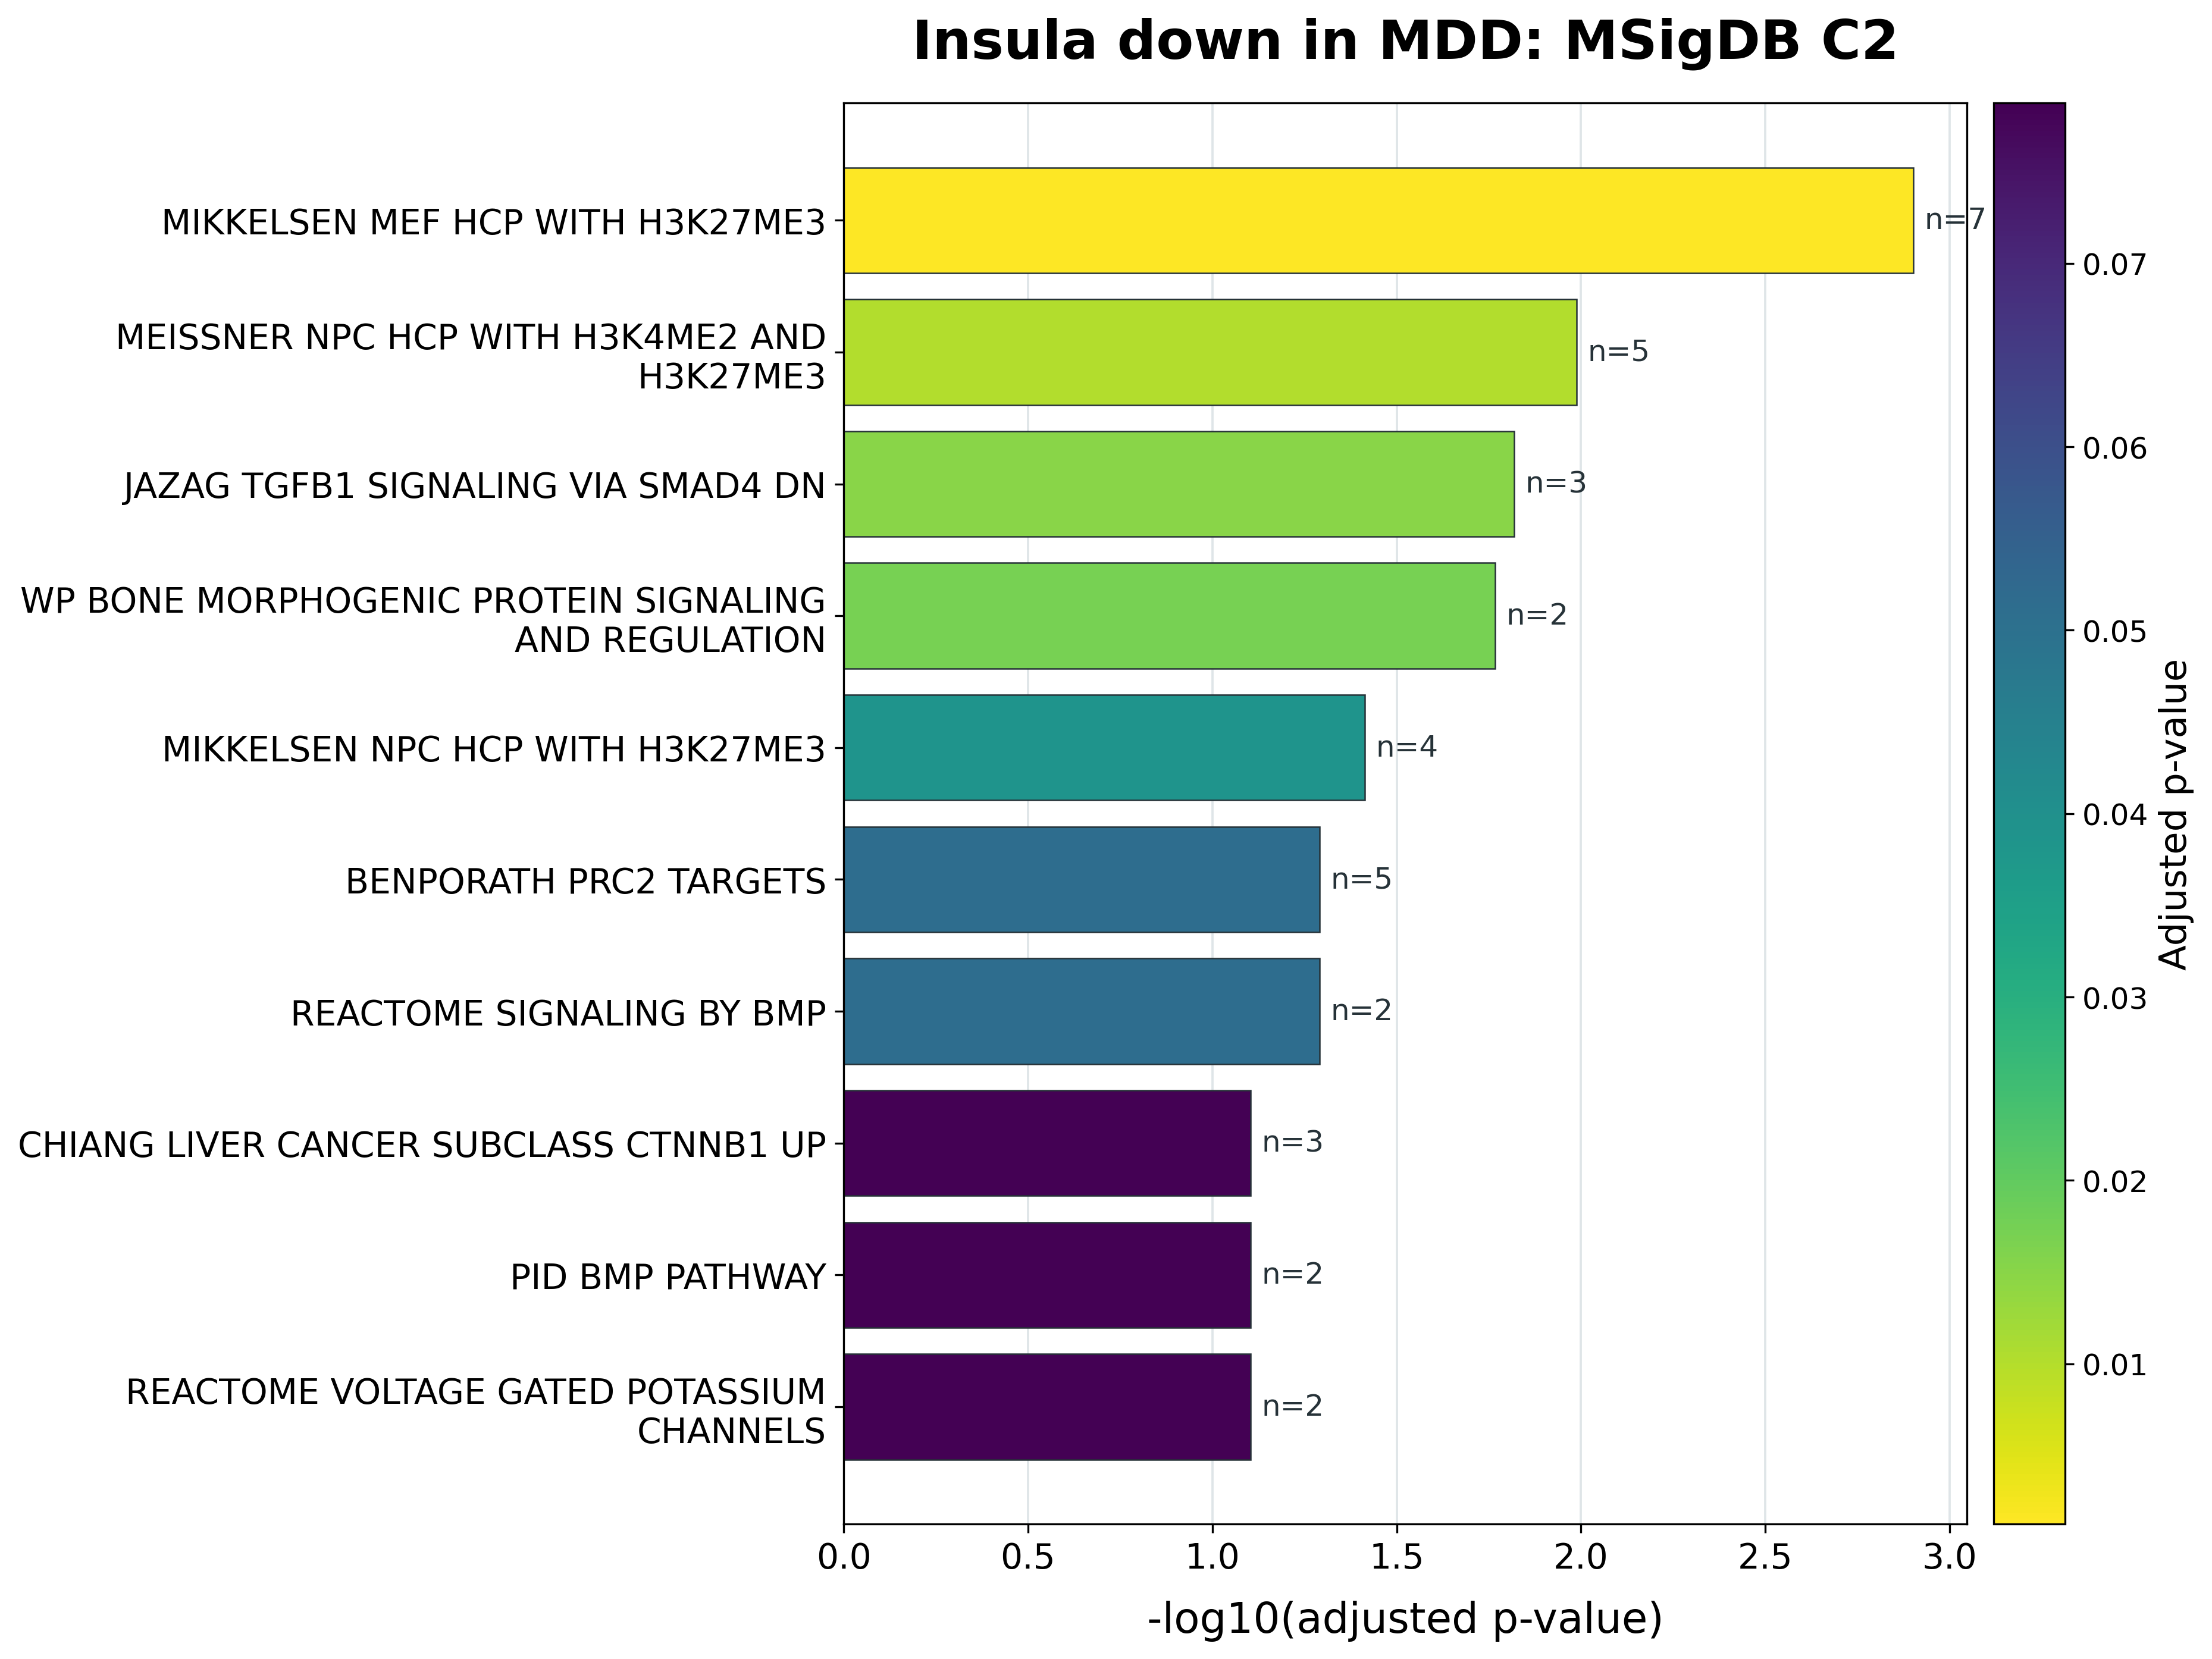 Insula down in MDD: MSigDB C2
MIKKELSEN MEF HCP WITH H3K27ME3
n=7
MEISSNER NPC HCP WITH H3K4ME2 AND
H3K27ME3
n=5
JAZAG TGFB1 SIGNALING VIA SMAD4 DN
n=3
WP BONE MORPHOGENIC PROTEIN SIGNALING
AND REGULATION
n=2
MIKKELSEN NPC HCP WITH H3K27ME3
n=4
BENPORATH PRC2 TARGETS
n=5
REACTOME SIGNALING BY BMP
n=2
CHIANG LIVER CANCER SUBCLASS CTNNB1 UP
n=3
PID BMP PATHWAY
n=2
REACTOME VOLTAGE GATED POTASSIUM
CHANNELS
n=2
0.0 0.5 1.0 1.5 2.0 2.5 3.0
-log10(adjusted p-value)
0.07
0.06
0.05
0.04
0.03
0.02
0.01
Adjusted p-value